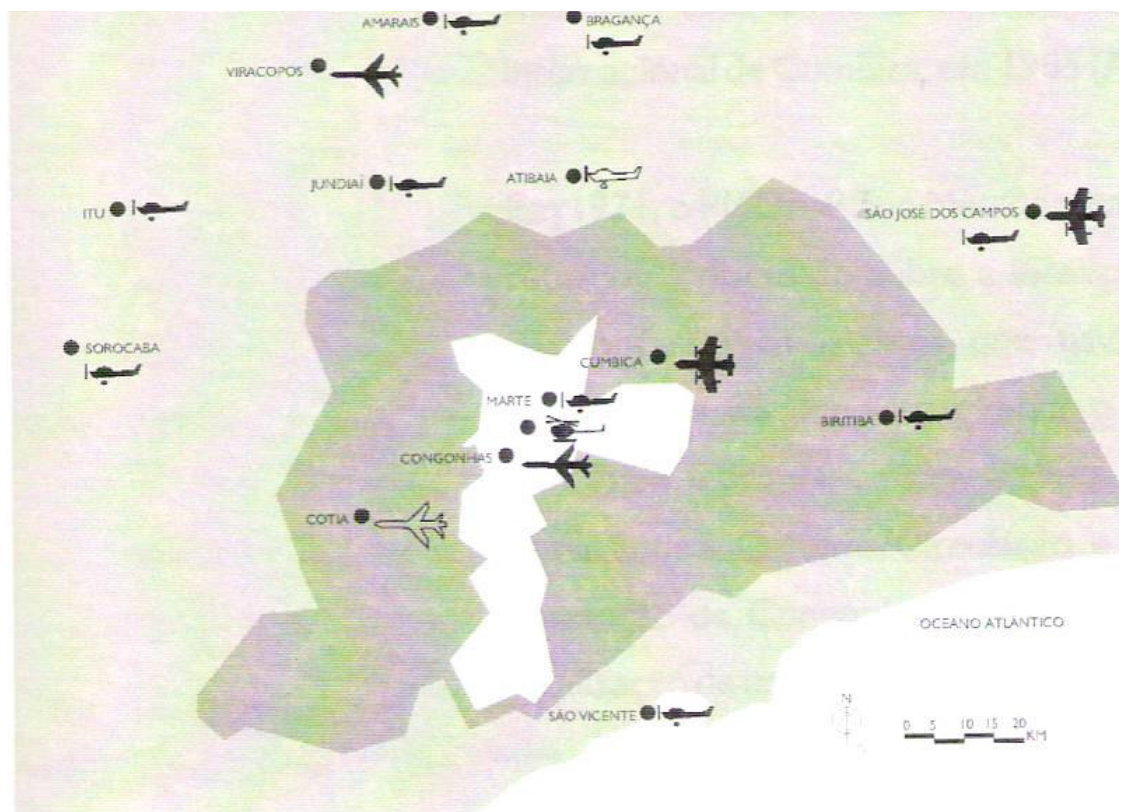 AMARAIS
BRAGANÇA
VIRACOPOS
JUNDIAÍ
ATIBAIA
ITU
SÃO JOSÉ DOS CAMPOS
SOROCABA
CUMBICA
MARTE
BIRITIBA
CONGONHAS
COTIA
OCEANO ATLÂNTICO
SÃO VICENTE
N
0 5 10 15 20
KM